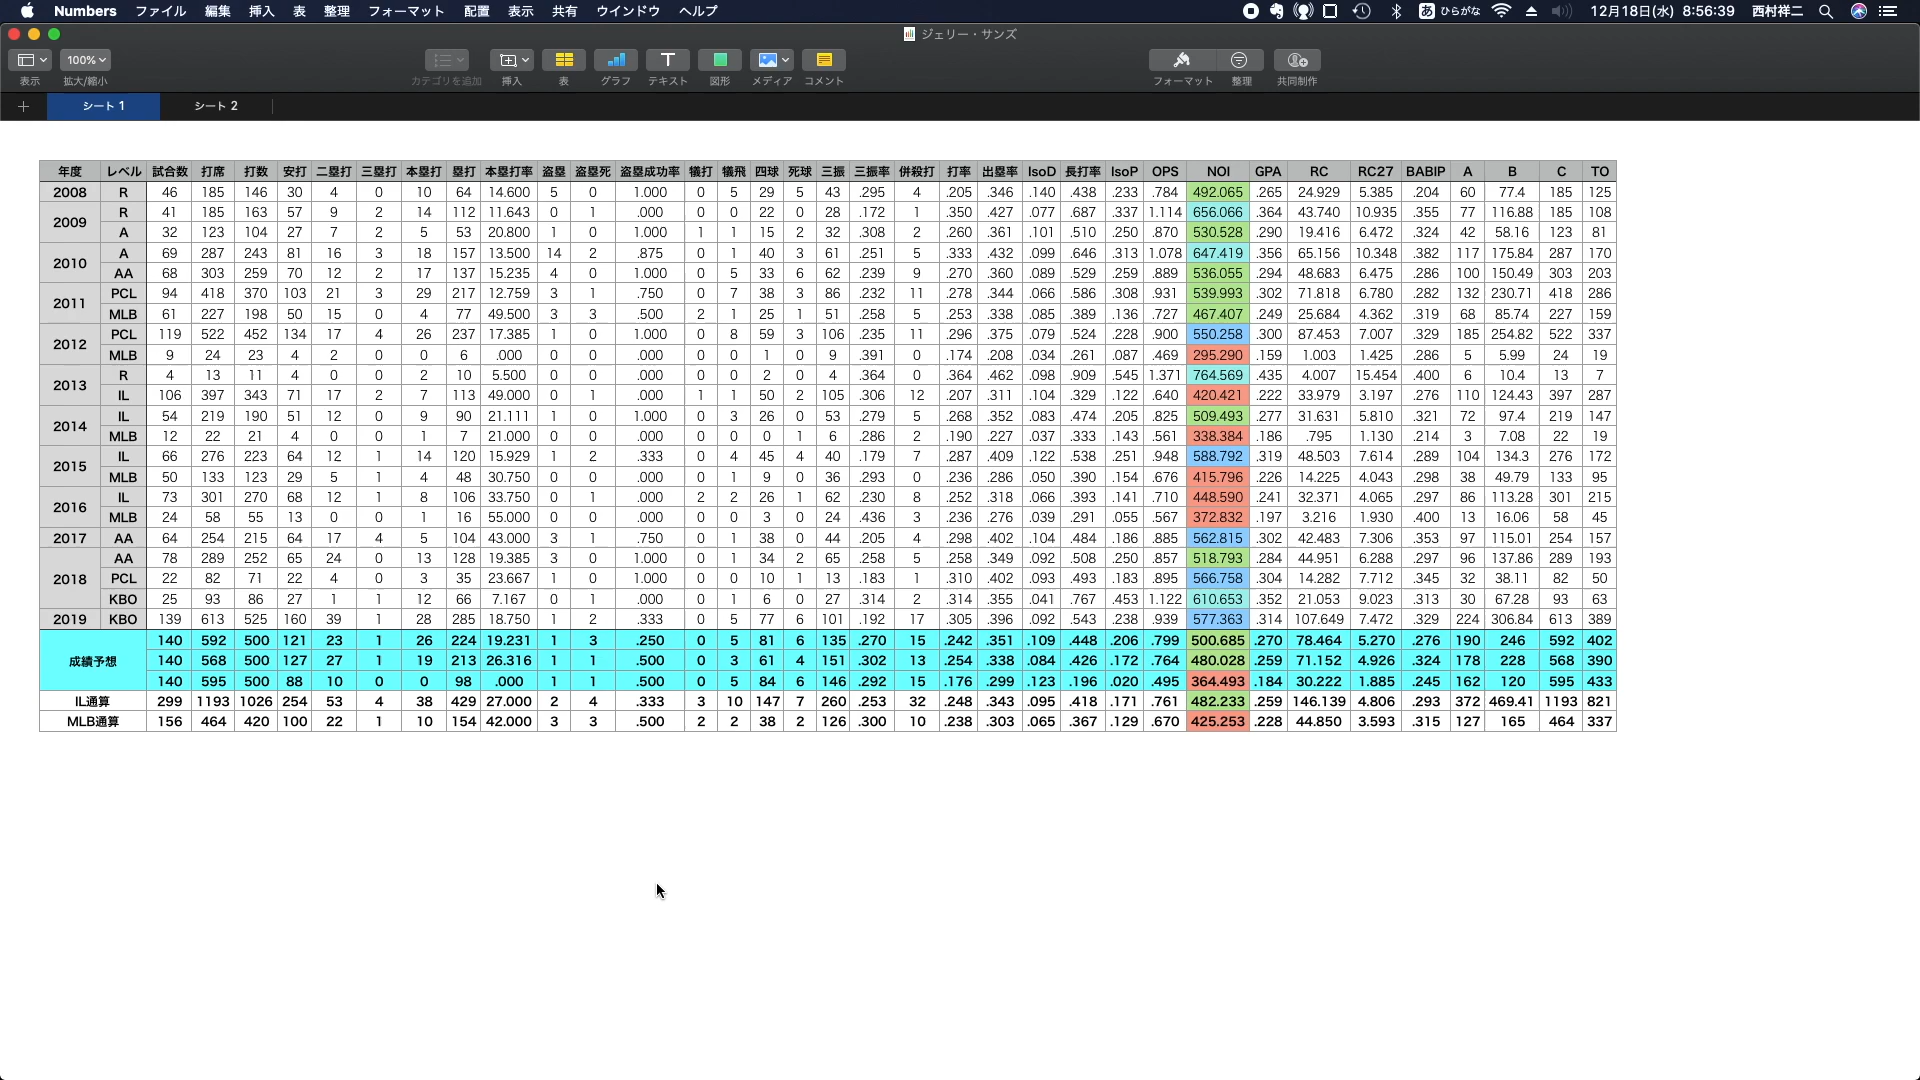 Numbers ファイル 編集 挿入 表 整理 フォーマット 配置 表示 共有 ウインドウ ヘルプ あ ひらがな 12月18日(水) 8:56:39 西村祥二
ジェリー・サンズ
100%
表示 拡大/縮小 カテゴリを追加 挿入 表 グラフ テキスト 図形 メディア コメント フォーマット 整理 共同制作
シート 1 シート 2
年度 レベル 試合数 打席 打数 安打 二塁打 三塁打 本塁打 塁打 本塁打率 盗塁 盗塁死 盗塁成功率 犠打 犠飛 四球 死球 三振 三振率 併殺打 打率 出塁率 IsoD 長打率 IsoP OPS NOI GPA RC RC27 BABIP A B C TO
2008 R 46 185 146 30 4 0 10 64 14.600 5 0 1.000 0 5 29 5 43 .295 4 .205 .346 .140 .438 .233 .784 492.065 .265 24.929 5.385 .204 60 77.4 185 125
2009 R 41 185 163 57 9 2 14 112 11.643 0 1 .000 0 0 22 0 28 .172 1 .350 .427 .077 .687 .337 1.114 656.066 .364 43.740 10.935 .355 77 116.88 185 108
A 32 123 104 27 7 2 5 53 20.800 1 0 1.000 1 1 15 2 32 .308 2 .260 .361 .101 .510 .250 .870 530.528 .290 19.416 6.472 .324 42 58.16 123 81
2010 A 69 287 243 81 16 3 18 157 13.500 14 2 .875 0 1 40 3 61 .251 5 .333 .432 .099 .646 .313 1.078 647.419 .356 65.156 10.348 .382 117 175.84 287 170
AA 68 303 259 70 12 2 17 137 15.235 4 0 1.000 0 5 33 6 62 .239 9 .270 .360 .089 .529 .259 .889 536.055 .294 48.683 6.475 .286 100 150.49 303 203
2011 PCL 94 418 370 103 21 3 29 217 12.759 3 1 .750 0 7 38 3 86 .232 11 .278 .344 .066 .586 .308 .931 539.993 .302 71.818 6.780 .282 132 230.71 418 286
MLB 61 227 198 50 15 0 4 77 49.500 3 3 .500 2 1 25 1 51 .258 5 .253 .338 .085 .389 .136 .727 467.407 .249 25.684 4.362 .319 68 85.74 227 159
2012 PCL 119 522 452 134 17 4 26 237 17.385 1 0 1.000 0 8 59 3 106 .235 11 .296 .375 .079 .524 .228 .900 550.258 .300 87.453 7.007 .329 185 254.82 522 337
MLB 9 24 23 4 2 0 0 6 .000 0 0 .000 0 0 1 0 9 .391 0 .174 .208 .034 .261 .087 .469 295.290 .159 1.003 1.425 .286 5 5.99 24 19
2013 R 4 13 11 4 0 0 2 10 5.500 0 0 .000 0 0 2 0 4 .364 0 .364 .462 .098 .909 .545 1.371 764.569 .435 4.007 15.454 .400 6 10.4 13 7
IL 106 397 343 71 17 2 7 113 49.000 0 1 .000 1 1 50 2 105 .306 12 .207 .311 .104 .329 .122 .640 420.421 .222 33.979 3.197 .276 110 124.43 397 287
2014 IL 54 219 190 51 12 0 9 90 21.111 1 0 1.000 0 3 26 0 53 .279 5 .268 .352 .083 .474 .205 .825 509.493 .277 31.631 5.810 .321 72 97.4 219 147
MLB 12 22 21 4 0 0 1 7 21.000 0 0 .000 0 0 0 1 6 .286 2 .190 .227 .037 .333 .143 .561 338.384 .186 .795 1.130 .214 3 7.08 22 19
2015 IL 66 276 223 64 12 1 14 120 15.929 1 2 .333 0 4 45 4 40 .179 7 .287 .409 .122 .538 .251 .948 588.792 .319 48.503 7.614 .289 104 134.3 276 172
MLB 50 133 123 29 5 1 4 48 30.750 0 0 .000 0 1 9 0 36 .293 0 .236 .286 .050 .390 .154 .676 415.796 .226 14.225 4.043 .298 38 49.79 133 95
2016 IL 73 301 270 68 12 1 8 106 33.750 0 1 .000 2 2 26 1 62 .230 8 .252 .318 .066 .393 .141 .710 448.590 .241 32.371 4.065 .297 86 113.28 301 215
MLB 24 58 55 13 0 0 1 16 55.000 0 0 .000 0 0 3 0 24 .436 3 .236 .276 .039 .291 .055 .567 372.832 .197 3.216 1.930 .400 13 16.06 58 45
2017 AA 64 254 215 64 17 4 5 104 43.000 3 1 .750 0 1 38 0 44 .205 4 .298 .402 .104 .484 .186 .885 562.815 .302 42.483 7.306 .353 97 115.01 254 157
2018 AA 78 289 252 65 24 0 13 128 19.385 3 0 1.000 0 1 34 2 65 .258 5 .258 .349 .092 .508 .250 .857 518.793 .284 44.951 6.288 .297 96 137.86 289 193
PCL 22 82 71 22 4 0 3 35 23.667 1 0 1.000 0 0 10 1 13 .183 1 .310 .402 .093 .493 .183 .895 566.758 .304 14.282 7.712 .345 32 38.11 82 50
KBO 25 93 86 27 1 1 12 66 7.167 0 1 .000 0 1 6 0 27 .314 2 .314 .355 .041 .767 .453 1.122 610.653 .352 21.053 9.023 .313 30 67.28 93 63
2019 KBO 139 613 525 160 39 1 28 285 18.750 1 2 .333 0 5 77 6 101 .192 17 .305 .396 .092 .543 .238 .939 577.363 .314 107.649 7.472 .329 224 306.84 613 389
成績予想 140 592 500 121 23 1 26 224 19.231 1 3 .250 0 5 81 6 135 .270 15 .242 .351 .109 .448 .206 .799 500.685 .270 78.464 5.270 .276 190 246 592 402
140 568 500 127 27 1 19 213 26.316 1 1 .500 0 3 61 4 151 .302 13 .254 .338 .084 .426 .172 .764 480.028 .259 71.152 4.926 .324 178 228 568 390
140 595 500 88 10 0 0 98 .000 1 1 .500 0 5 84 6 146 .292 15 .176 .299 .123 .196 .020 .495 364.493 .184 30.222 1.885 .245 162 120 595 433
IL通算 299 1193 1026 254 53 4 38 429 27.000 2 4 .333 3 10 147 7 260 .253 32 .248 .343 .095 .418 .171 .761 482.233 .259 146.139 4.806 .293 372 469.41 1193 821
MLB通算 156 464 420 100 22 1 10 154 42.000 3 3 .500 2 2 38 2 126 .300 10 .238 .303 .065 .367 .129 .670 425.253 .228 44.850 3.593 .315 127 165 464 337